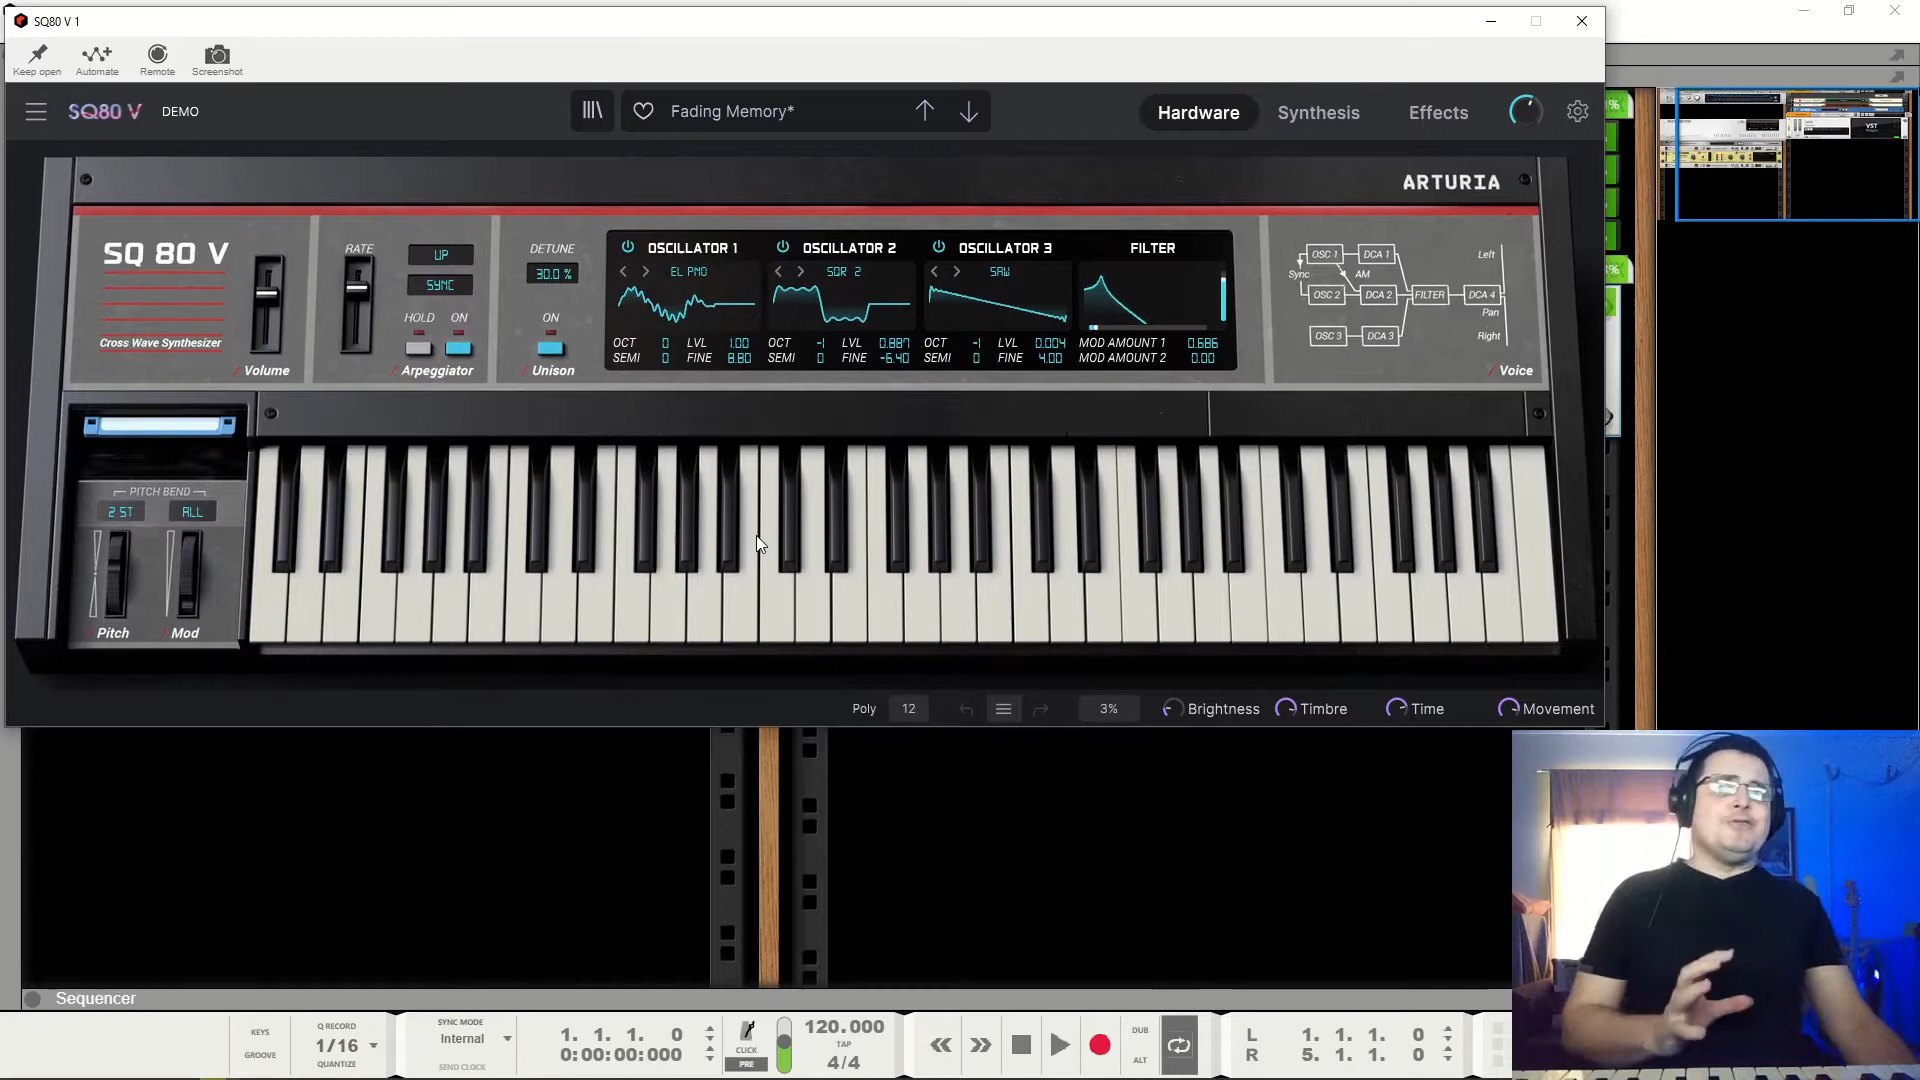 SQ80 V 1
Keep open
Automate
Remote
Screenshot
SQ80 V
DEMO
Fading Memory*
Hardware
Synthesis
Effects
ARTURIA
SQ 80 V
Cross Wave Synthesizer
Volume
RATE
UP
SYNC
HOLD ON
Arpeggiator
DETUNE
30.0 %
ON
Unison
OSCILLATOR 1
EL PNO
OCT 0 LVL 1.00
SEMI 0 FINE 8.80
OSCILLATOR 2
SQR 2
OCT -1 LVL 0.887
SEMI 0 FINE -6.40
OSCILLATOR 3
SAW
OCT -1 LVL 0.004
SEMI 0 FINE 4.00
FILTER
MOD AMOUNT 1 0.686
MOD AMOUNT 2 0.00
OSC 1 DCA 1 Left
Sync AM
OSC 2 DCA 2 FILTER DCA 4
Pan
OSC 3 DCA 3 Right
Voice
PITCH BEND
2 ST ALL
Pitch Mod
Poly 12
3%
Brightness
Timbre
Time
Movement
VST
Sequencer
KEYS
GROOVE
Q RECORD
1/16
QUANTIZE
SYNC MODE
Internal
SEND CLOCK
1. 1. 1. 0
0:00:00:000
CLICK
PRE
120.000
TAP
4/4
DUB
ALT
L 1. 1. 1. 0
R 5. 1. 1. 0